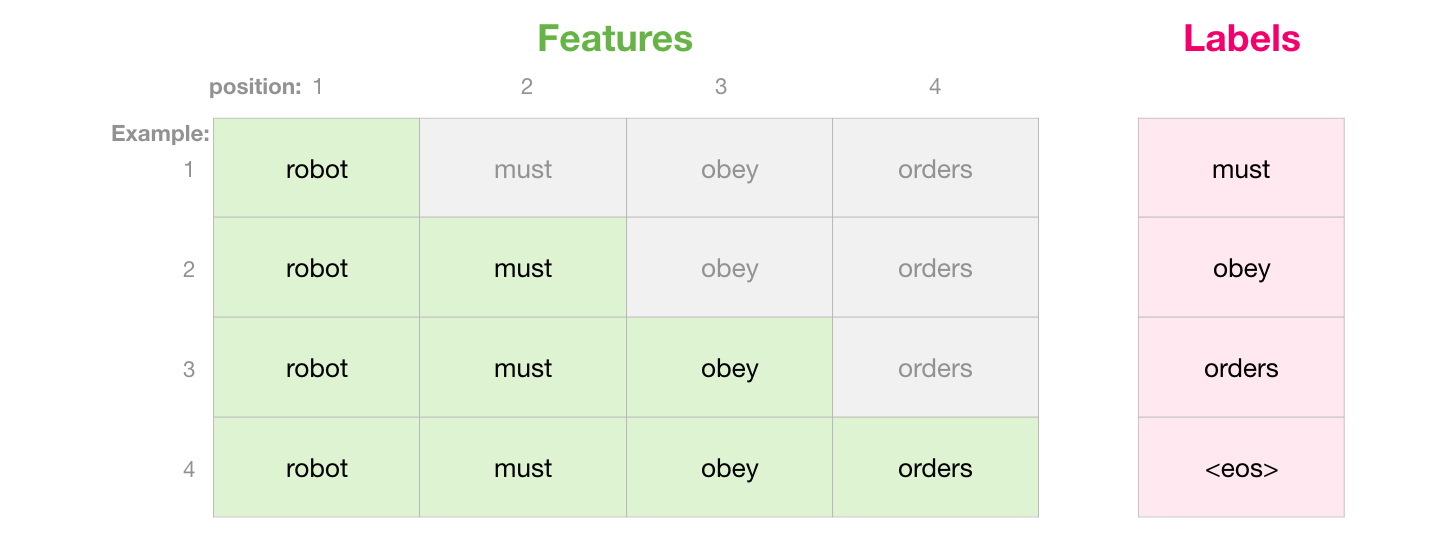 Features Labels
position: 1 2 3 4
Example:
1 robot must obey orders must
2 robot must obey orders obey
3 robot must obey orders orders
4 robot must obey orders <eos>